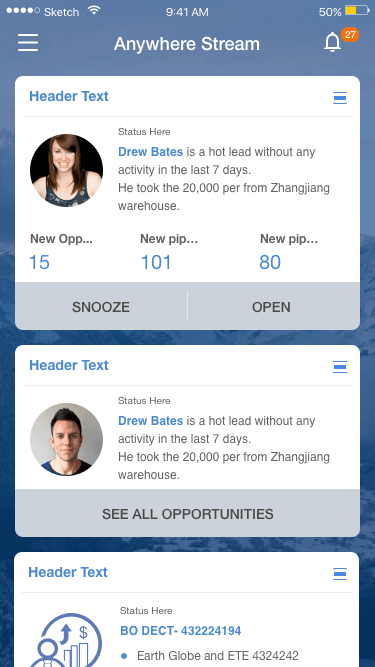 Sketch 9:41 AM 50%
Anywhere Stream 27
Header Text
Status Here
Drew Bates is a hot lead without any
activity in the last 7 days.
He took the 20,000 per from Zhangjiang
warehouse.
New Opp... New pip... New pip...
15 101 80
SNOOZE OPEN
Header Text
Status Here
Drew Bates is a hot lead without any
activity in the last 7 days.
He took the 20,000 per from Zhangjiang
warehouse.
SEE ALL OPPORTUNITIES
Header Text
Status Here
$ BO DECT- 432224194
• Earth Globe and ETE 4324242